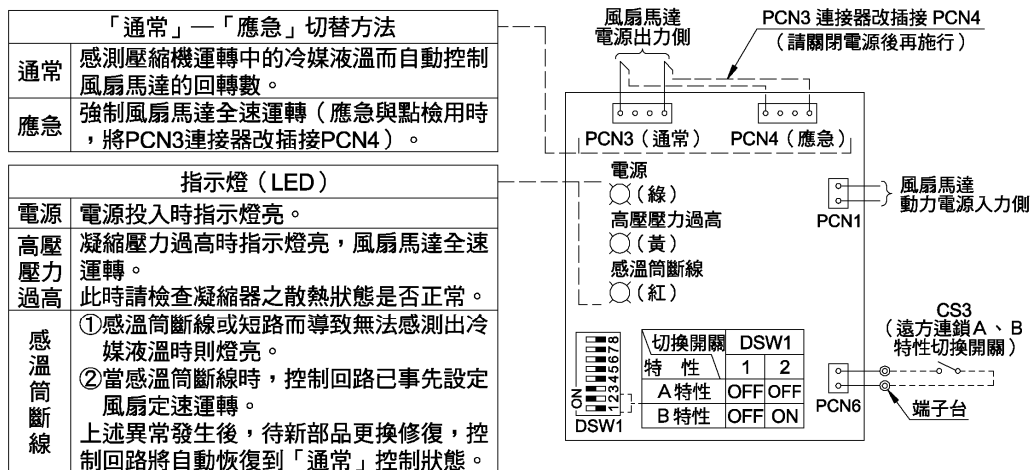 「通常」—「應急」切替方法
通常
感測壓縮機運轉中的冷媒液溫而自動控制
風扇馬達的回轉數。
應急
強制風扇馬達全速運轉（應急與點檢用時
，將PCN3連接器改插接PCN4）。
指示燈（LED）
電源
電源投入時指示燈亮。
高壓
壓力
過高
凝縮壓力過高時指示燈亮，風扇馬達全速
運轉。
此時請檢查凝縮器之散熱狀態是否正常。
感
溫
筒
斷
線
①感溫筒斷線或短路而導致無法感測出冷
媒液溫時則燈亮。
②當感溫筒斷線時，控制回路已事先設定
風扇定速運轉。
上述異常發生後，待新部品更換修復，控
制回路將自動恢復到「通常」控制狀態。
風扇馬達
電源出力側
PCN3 連接器改插接 PCN4
（請關閉電源後再施行）
PCN3（通常）
PCN4（應急）
電源
（綠）
高壓壓力過高
（黃）
感溫筒斷線
（紅）
PCN1
風扇馬達
動力電源入力側
ON
12345678
DSW1
切換開關
特 性
DSW1
1 2
A特性 OFF OFF
B特性 OFF ON
PCN6
CS3
（遠方連鎖A、B
特性切換開關）
端子台